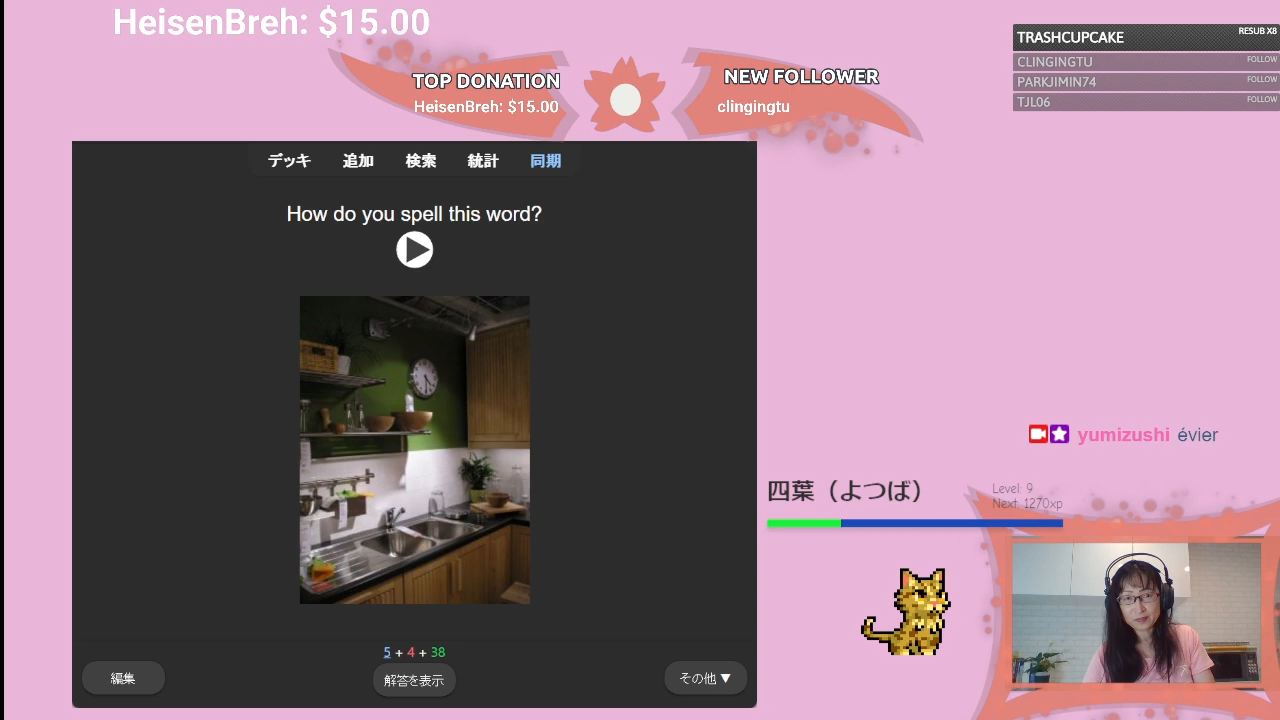 HeisenBreh: $15.00
TOP DONATION
HeisenBreh: $15.00
NEW FOLLOWER
clingingtu
TRASHCUPCAKE RESUB X8
CLINGINGTU FOLLOW
PARKJIMIN74 FOLLOW
TJL06 FOLLOW
デッキ 追加 検索 統計 同期
How do you spell this word?
yumizushi évier
四葉（よつば）
Level: 9
Next: 1270xp
5 + 4 + 38
編集 解答を表示 その他 ▼